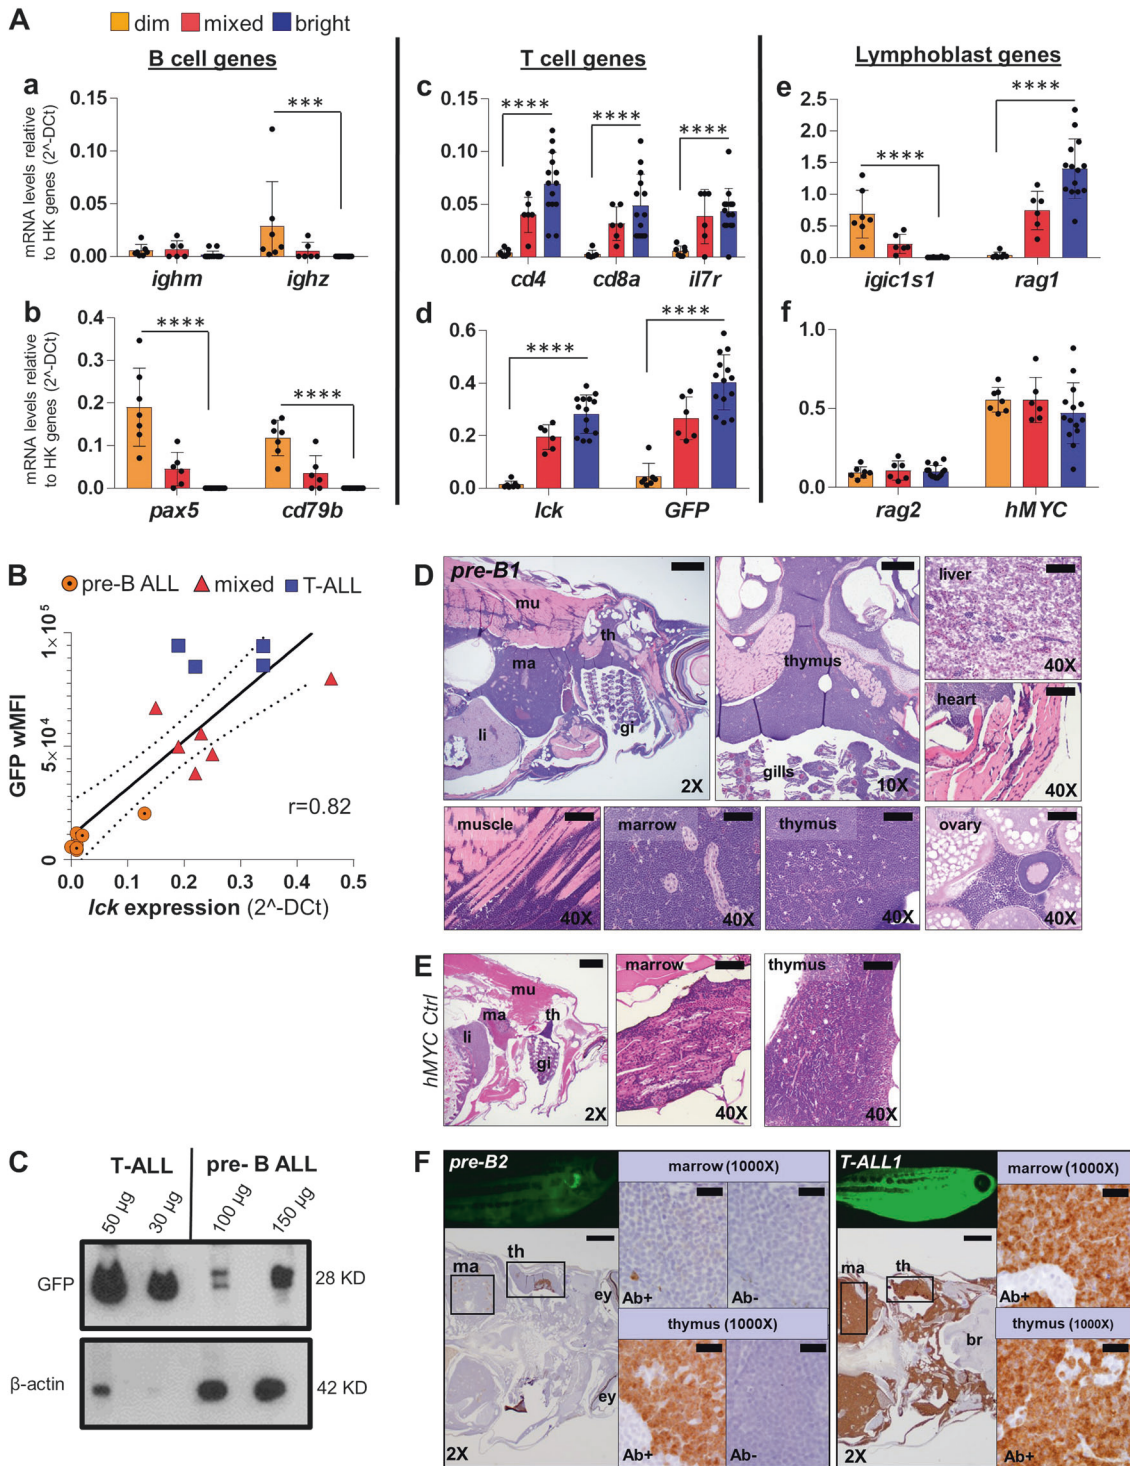 A
dim mixed bright
B cell genes
T cell genes
Lymphoblast genes
a
mRNA levels relative
to HK genes (2^-DCt)
0.15
0.10
0.05
0.00
***
ighm ighz
b
mRNA levels relative
to HK genes (2^-DCt)
0.4
0.3
0.2
0.1
0.0
****
****
pax5 cd79b
c
0.15
0.10
0.05
0.00
****
****
****
cd4 cd8a il7r
d
0.6
0.4
0.2
0.0
****
****
lck GFP
e
2.5
2.0
1.5
1.0
0.5
0.0
****
****
igic1s1 rag1
f
1.0
0.5
0.0
rag2 hMYC
B
pre-B ALL mixed T-ALL
GFP wMFI
1×10⁵
5×10⁴
0
r=0.82
0.0 0.1 0.2 0.3 0.4 0.5
lck expression (2^-DCt)
C
T-ALL pre- B ALL
50 µg 30 µg 100 µg 150 µg
GFP 28 KD
β-actin 42 KD
D
pre-B1
mu
th
ma
li
gi
2X
thymus
gills
10X
liver
40X
heart
40X
muscle
40X
marrow
40X
thymus
40X
ovary
40X
E
hMYC Ctrl
mu
ma
th
li
gi
2X
marrow
40X
thymus
40X
F
pre-B2
ma
th
ey
ey
2X
marrow (1000X)
Ab+
Ab-
thymus (1000X)
Ab+
Ab-
T-ALL1
ma
th
br
2X
marrow (1000X)
Ab+
thymus (1000X)
Ab+